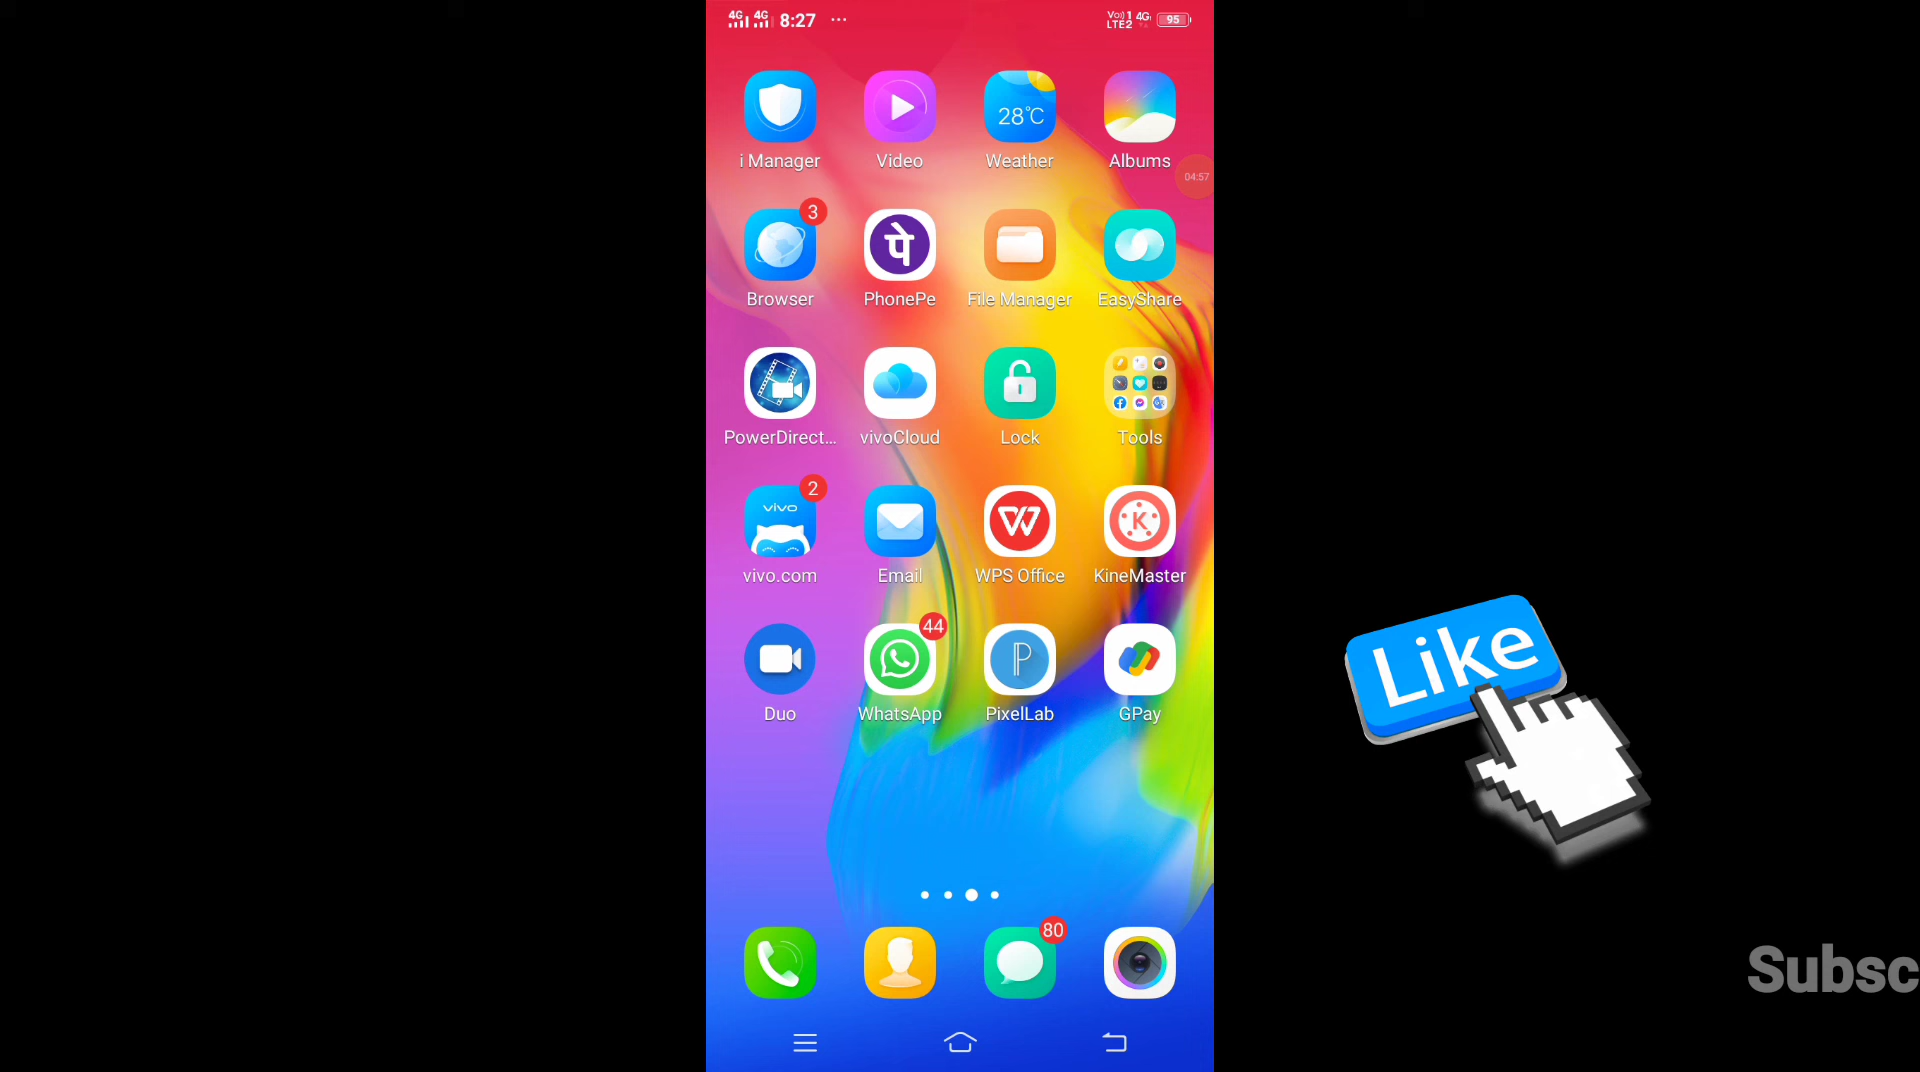 4G 4G 8:27 ... Vo) 1 4G 95
LTE2
28°C
i Manager Video Weather Albums
04:57
3
पे
Browser PhonePe File Manager EasyShare
PowerDirect... vivoCloud Lock Tools
2
vivo
K
vivo.com Email WPS Office KineMaster
44
P
Duo WhatsApp PixelLab GPay
Like
80
Subsc